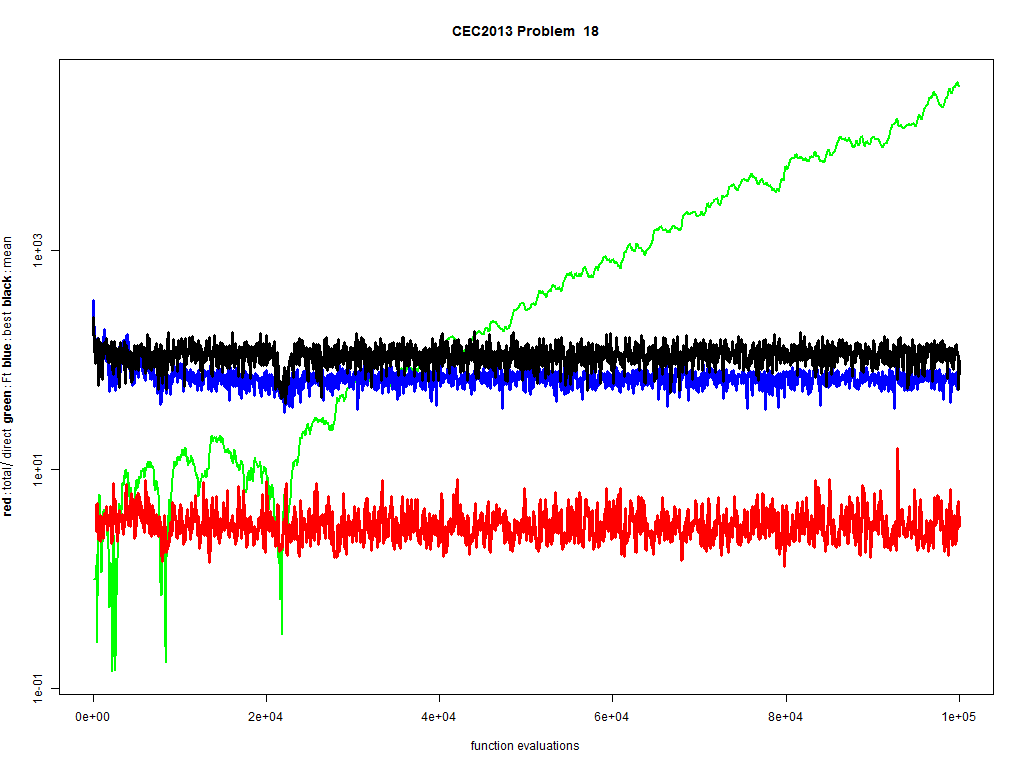 CEC2013 Problem 18
red : total/ direct green : Ft blue : best black : mean
1e+03
1e+01
1e-01
0e+00 2e+04 4e+04 6e+04 8e+04 1e+05
function evaluations